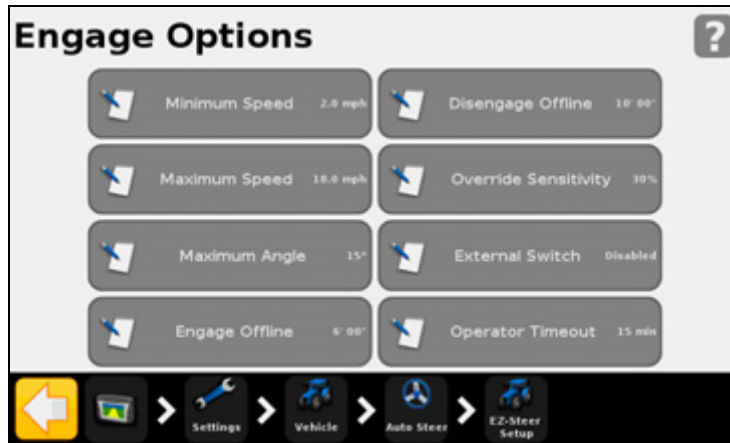 Engage Options
?
Minimum Speed 2.0 mph
Disengage Offline 10' 00"
Maximum Speed 18.0 mph
Override Sensitivity 30%
Maximum Angle 15°
External Switch Disabled
Engage Offline 6' 00"
Operator Timeout 15 min
Settings
Vehicle
Auto Steer
EZ-Steer
Setup